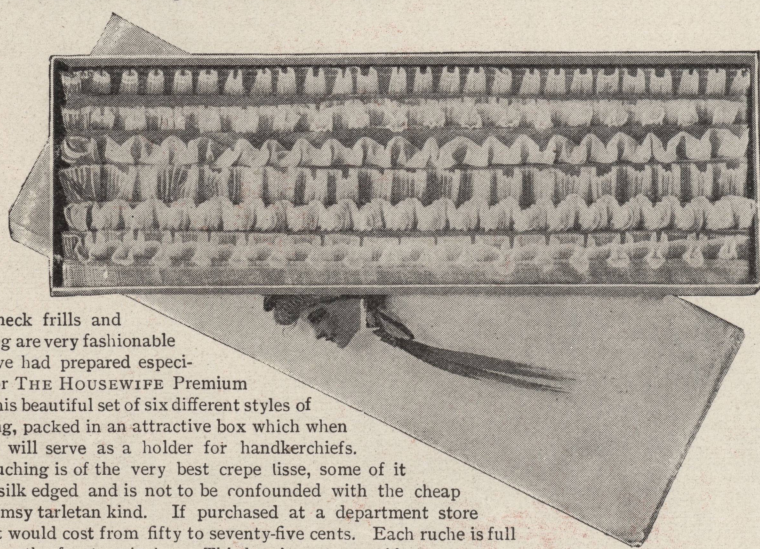 neck frills and
g are very fashionable
ve had prepared especi-
or THE HOUSEWIFE Premium
his beautiful set of six different styles of
ng, packed in an attractive box which when
will serve as a holder for handkerchiefs.
uching is of the very best crepe lisse, some of it
silk edged and is not to be confounded with the cheap
msy tarletan kind. If purchased at a department store
t would cost from fifty to seventy-five cents. Each ruche is full